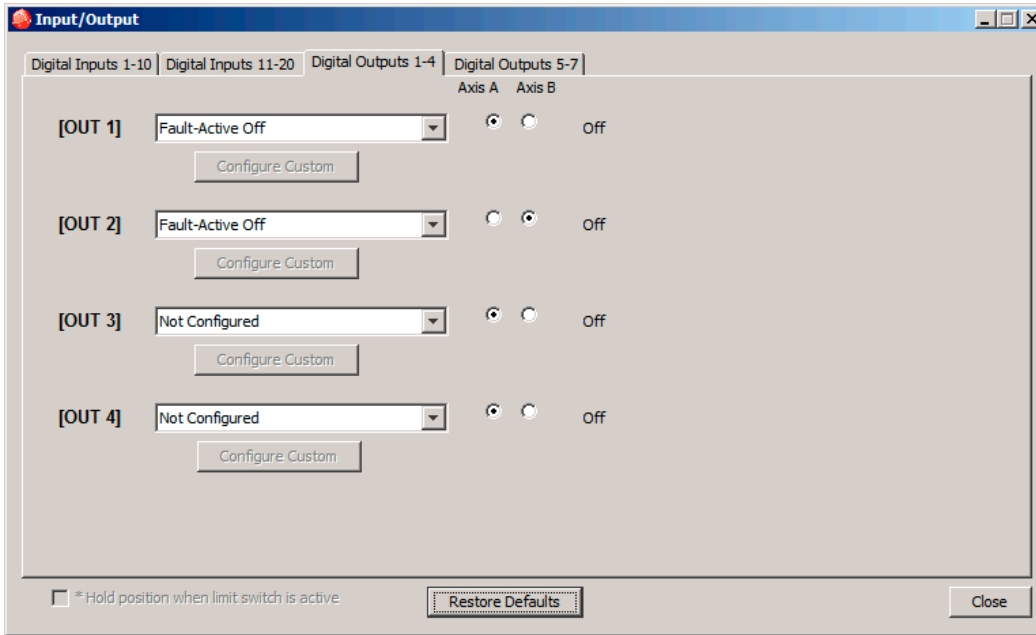 Input/Output
Digital Inputs 1-10 Digital Inputs 11-20 Digital Outputs 1-4 Digital Outputs 5-7
Axis A Axis B
[OUT 1] Fault-Active Off Off
Configure Custom
[OUT 2] Fault-Active Off Off
Configure Custom
[OUT 3] Not Configured Off
Configure Custom
[OUT 4] Not Configured Off
Configure Custom
* Hold position when limit switch is active Restore Defaults Close